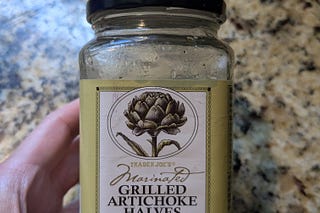 TRADER JOE'S
Marinated
GRILLED
ARTICHOKE
HALVES